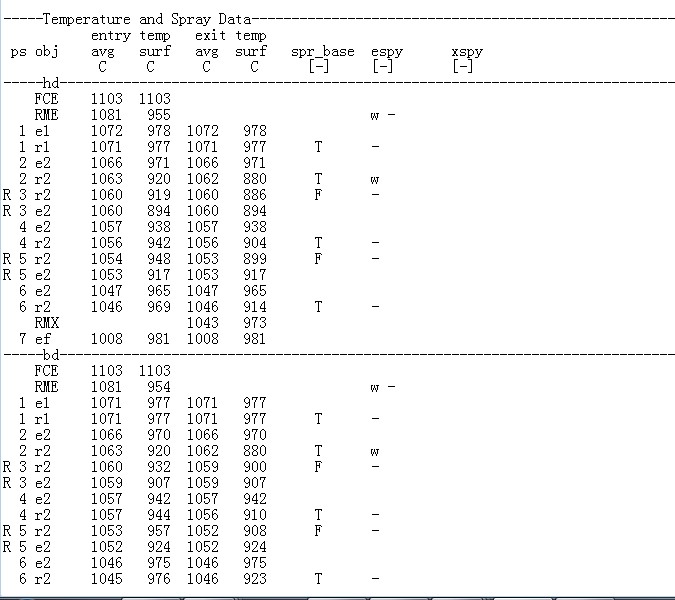 -----Temperature and Spray Data-----------------------------------------------------
           entry temp   exit temp
 ps obj    avg   surf   avg   surf   spr_base  espy      xspy
            C     C      C     C       [-]     [-]       [-]
-----hd-----------------------------------------------------------------------------
    FCE    1103  1103
    RME    1081   955                          w -
  1 e1     1072   978  1072   978
  1 r1     1071   977  1071   977      T       -
  2 e2     1066   971  1066   971
  2 r2     1063   920  1062   880      T       w
R 3 r2     1060   919  1060   886      F       -
R 3 e2     1060   894  1060   894
  4 e2     1057   938  1057   938
  4 r2     1056   942  1056   904      T       -
R 5 r2     1054   948  1053   899      F       -
R 5 e2     1053   917  1053   917
  6 e2     1047   965  1047   965
  6 r2     1046   969  1046   914      T       -
    RMX                1043   973
  7 ef     1008   981  1008   981
-----bd-----------------------------------------------------------------------------
    FCE    1103  1103
    RME    1081   954                          w -
  1 e1     1071   977  1071   977
  1 r1     1071   977  1071   977      T       -
  2 e2     1066   970  1066   970
  2 r2     1063   920  1062   880      T       w
R 3 r2     1060   932  1059   900      F       -
R 3 e2     1059   907  1059   907
  4 e2     1057   942  1057   942
  4 r2     1057   944  1056   910      T       -
R 5 r2     1053   957  1052   908      F       -
R 5 e2     1052   924  1052   924
  6 e2     1046   975  1046   975
  6 r2     1045   976  1046   923      T       -